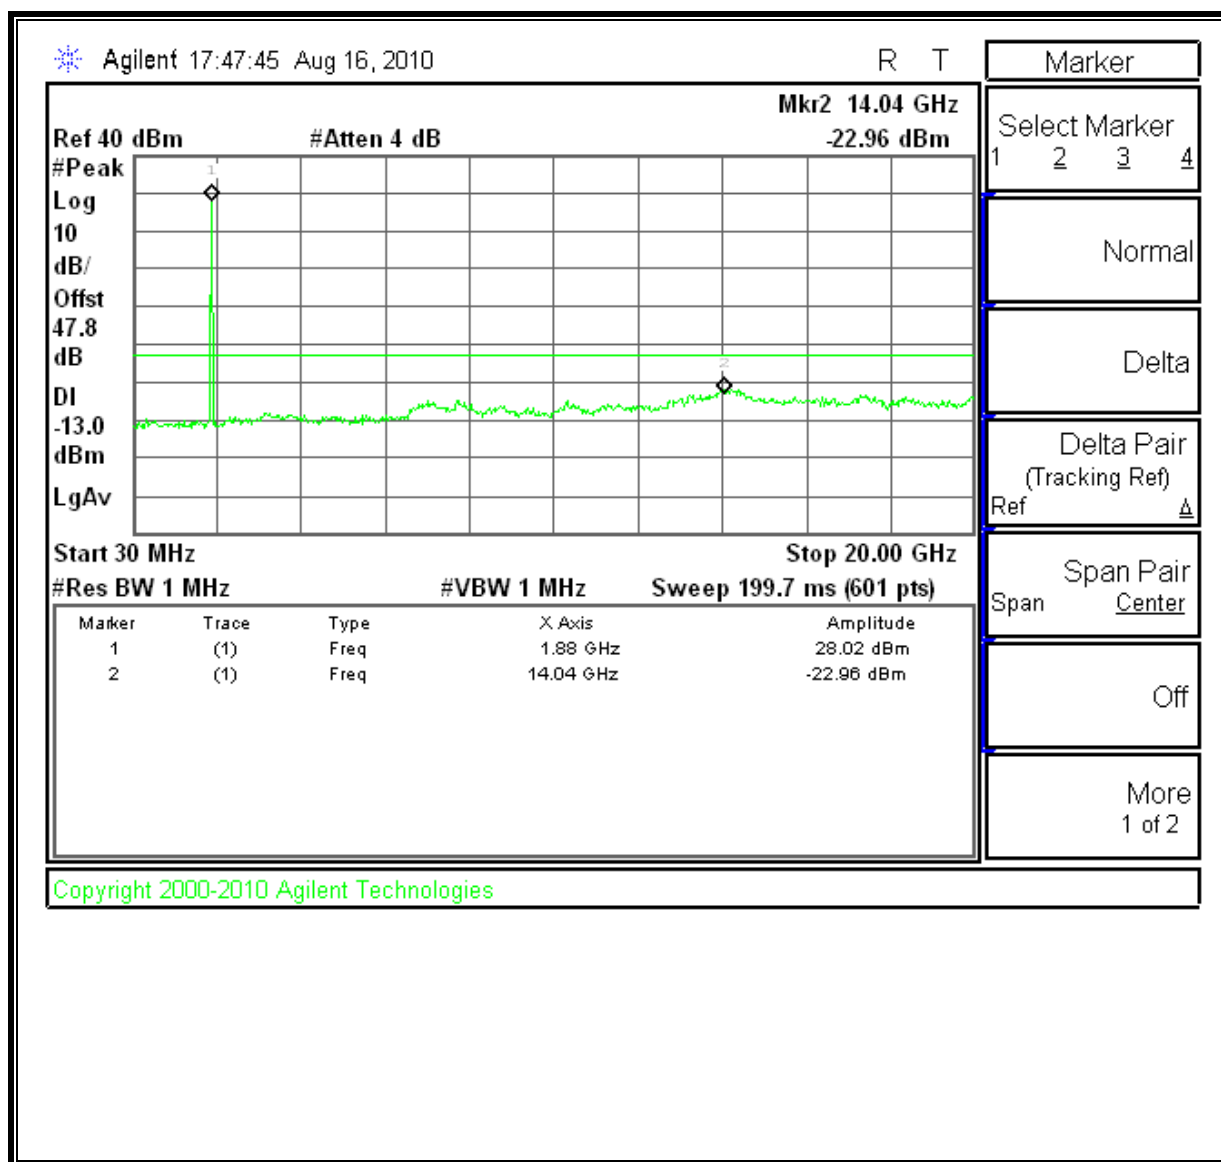 Agilent 17:47:45 Aug 16, 2010 R T
Mkr2 14.04 GHz
Ref 40 dBm #Atten 4 dB -22.96 dBm
#Peak
Log
10
dB/
Offst
47.8
dB
DI
-13.0
dBm
LgAv
1
2
Start 30 MHz Stop 20.00 GHz
#Res BW 1 MHz #VBW 1 MHz Sweep 199.7 ms (601 pts)
Marker Trace Type X Axis Amplitude
1 (1) Freq 1.88 GHz 28.02 dBm
2 (1) Freq 14.04 GHz -22.96 dBm
Marker
Select Marker
1 2 3 4
Normal
Delta
Delta Pair
(Tracking Ref)
Ref Δ
Span Pair
Span Center
Off
More
1 of 2
Copyright 2000-2010 Agilent Technologies